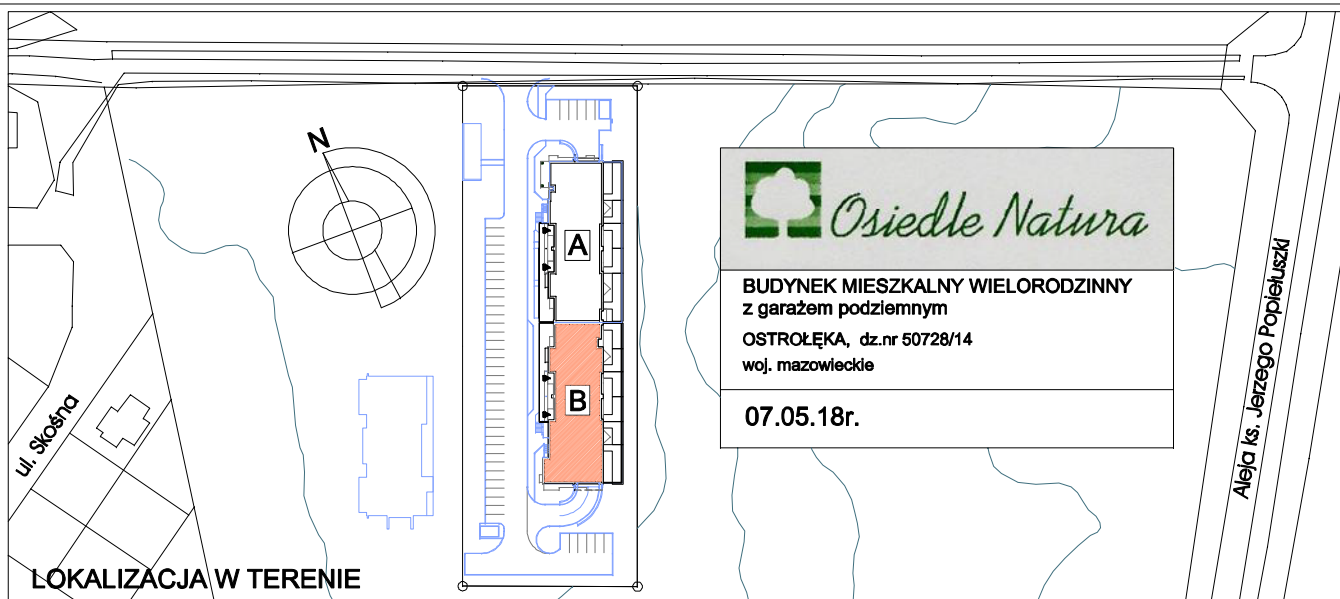 N
A
B
Osiedle Natura
BUDYNEK MIESZKALNY WIELORODZINNY
z garażem podziemnym
OSTROŁĘKA, dz.nr 50728/14
woj. mazowieckie
07.05.18r.
Aleja ks. Jerzego Popiełuszki
ul. Skośna
LOKALIZACJA W TERENIE